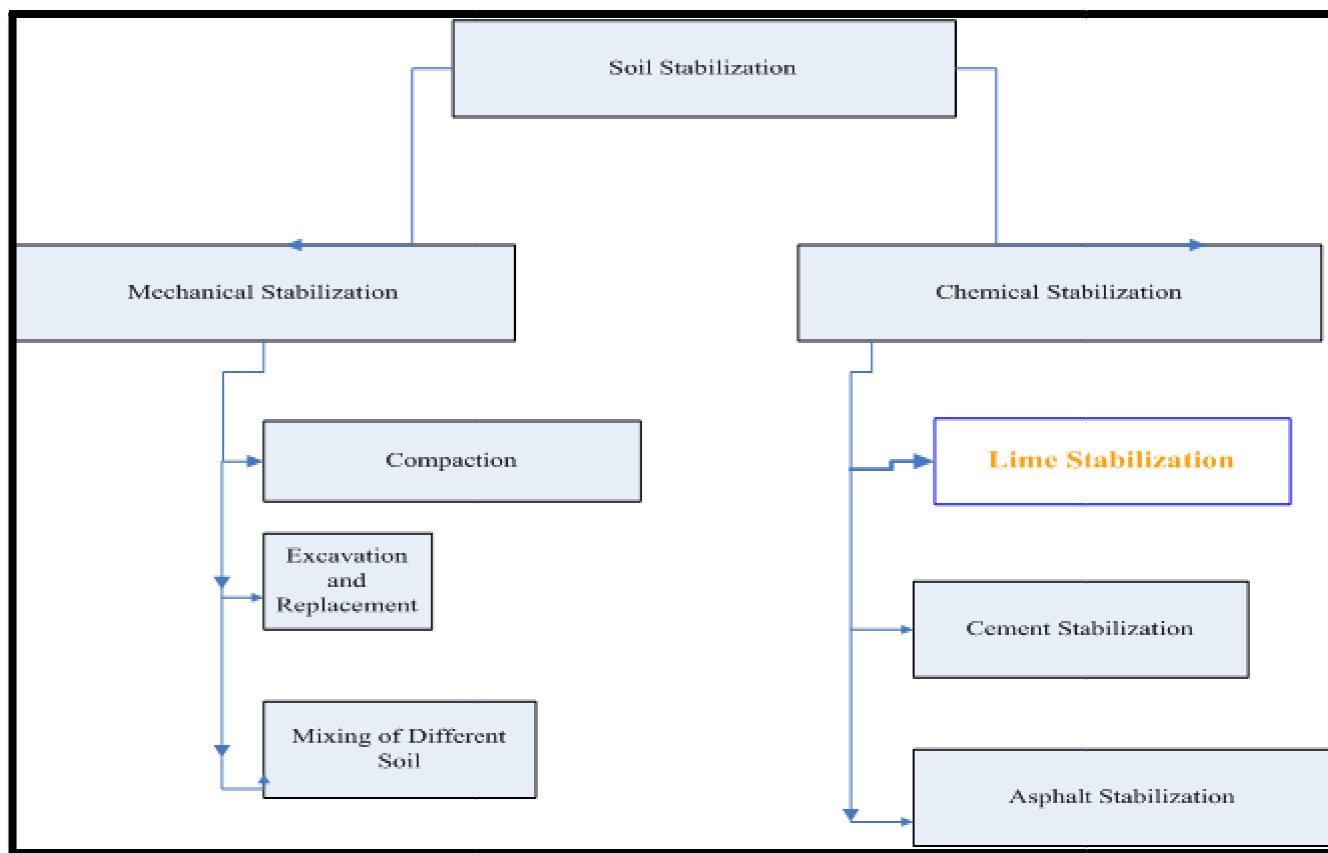 Soil Stabilization
Mechanical Stabilization
Chemical Stabilization
Compaction
Lime Stabilization
Excavation
and
Replacement
Cement Stabilization
Mixing of Different
Soil
Asphalt Stabilization